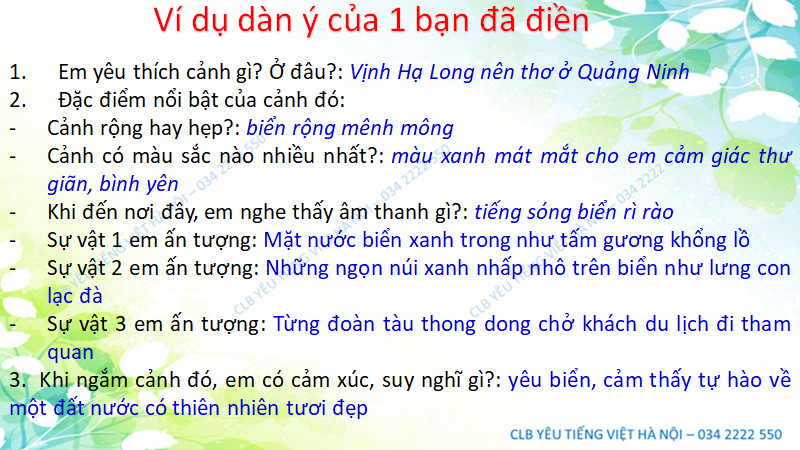 Ví dụ dàn ý của 1 bạn đã điền
1. Em yêu thích cảnh gì? Ở đâu?: Vịnh Hạ Long nên thơ ở Quảng Ninh
2. Đặc điểm nổi bật của cảnh đó:
- Cảnh rộng hay hẹp?: biển rộng mênh mông
- Cảnh có màu sắc nào nhiều nhất?: màu xanh mát mắt cho em cảm giác thư
giãn, bình yên
- Khi đến nơi đây, em nghe thấy âm thanh gì?: tiếng sóng biển rì rào
- Sự vật 1 em ấn tượng: Mặt nước biển xanh trong như tấm gương khổng lồ
- Sự vật 2 em ấn tượng: Những ngọn núi xanh nhấp nhô trên biển như lưng con
lạc đà
- Sự vật 3 em ấn tượng: Từng đoàn tàu thong dong chở khách du lịch đi tham
quan
3. Khi ngắm cảnh đó, em có cảm xúc, suy nghĩ gì?: yêu biển, cảm thấy tự hào về
một đất nước có thiên nhiên tươi đẹp
CLB YÊU TIẾNG VIỆT HÀ NỘI – 034 2222 550